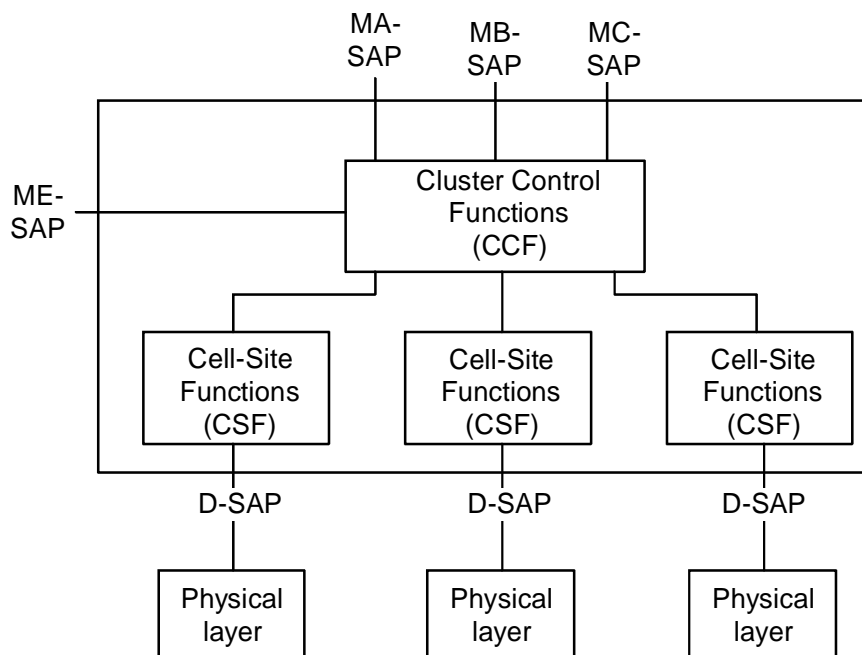 MA-
SAP
MB-
SAP
MC-
SAP
ME-
SAP
Cluster Control
Functions
(CCF)
Cell-Site
Functions
(CSF)
Cell-Site
Functions
(CSF)
Cell-Site
Functions
(CSF)
D-SAP
D-SAP
D-SAP
Physical
layer
Physical
layer
Physical
layer